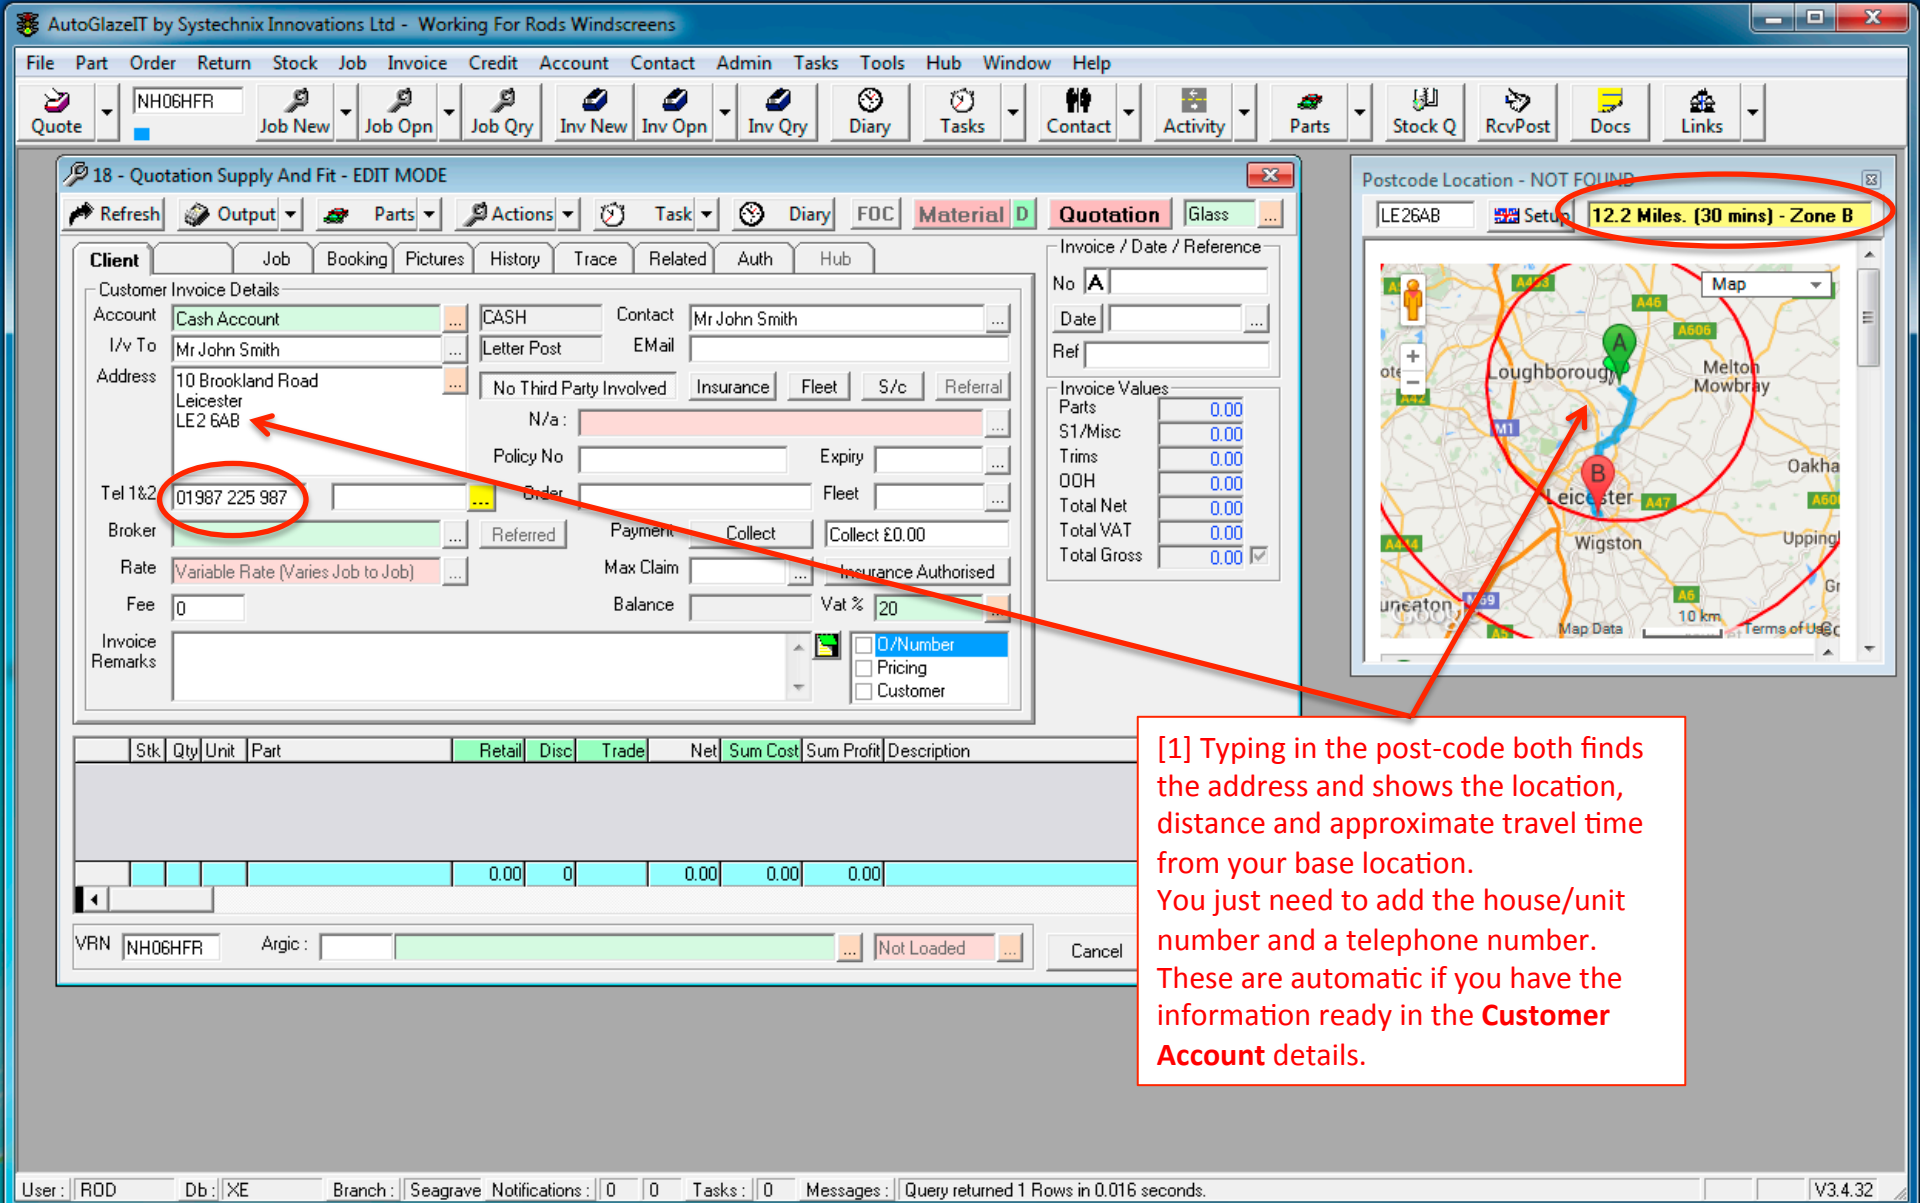 AutoGlazeIT by Systechnix Innovations Ltd - Working For Rods Windscreens
File Part Order Return Stock Job Invoice Credit Account Contact Admin Tasks Tools Hub Window Help
Quote NH06HFR Job New Job Opn Job Qry Inv New Inv Opn Inv Qry Diary Tasks Contact Activity Parts Stock Q RcvPost Docs Links
18 - Quotation Supply And Fit - EDIT MODE
Refresh Output Parts Actions Task Diary FOC Material D Quotation Glass ...
Client Job Booking Pictures History Trace Related Auth Hub
Customer Invoice Details
Account Cash Account ... CASH Contact Mr John Smith ...
I/v To Mr John Smith ... Letter Post EMail
Address 10 Brookland Road ...
Leicester
LE2 6AB
No Third Party Involved Insurance Fleet S/c Referral
N/a : ...
Policy No Expiry ...
Tel 1&2 01987 225 987 ... Order Fleet ...
Broker ... Referred Payment Collect Collect £0.00
Rate Variable Rate (Varies Job to Job) ... Max Claim ... Insurance Authorised
Fee 0 Balance Vat % 20 ...
Invoice
Remarks
O/Number
Pricing
Customer
Invoice / Date / Reference
No A
Date ...
Ref
Invoice Values
Parts 0.00
S1/Misc 0.00
Trims 0.00
OOH 0.00
Total Net 0.00
Total VAT 0.00
Total Gross 0.00
Stk Qty Unit Part Retail Disc Trade Net Sum Cost Sum Profit Description
0.00 0 0.00 0.00 0.00
VRN NH06HFR Argic : ... Not Loaded ... Cancel
Postcode Location - NOT FOUND
LE26AB Setup 12.2 Miles. (30 mins) - Zone B
Map
A46
A606
A
Loughborough
Melton
Mowbray
A42
M1
B
Oakha
Leicester
A47
Wigston
Upping
A444
A6
uneaton
M69
10 km
A5
Google
Map Data
Terms of Use
[1] Typing in the post-code both finds
the address and shows the location,
distance and approximate travel time
from your base location.
You just need to add the house/unit
number and a telephone number.
These are automatic if you have the
information ready in the Customer
Account details.
User : ROD Db : XE Branch : Seagrave Notifications : 0 0 Tasks : 0 Messages : Query returned 1 Rows in 0.016 seconds. V3.4.32